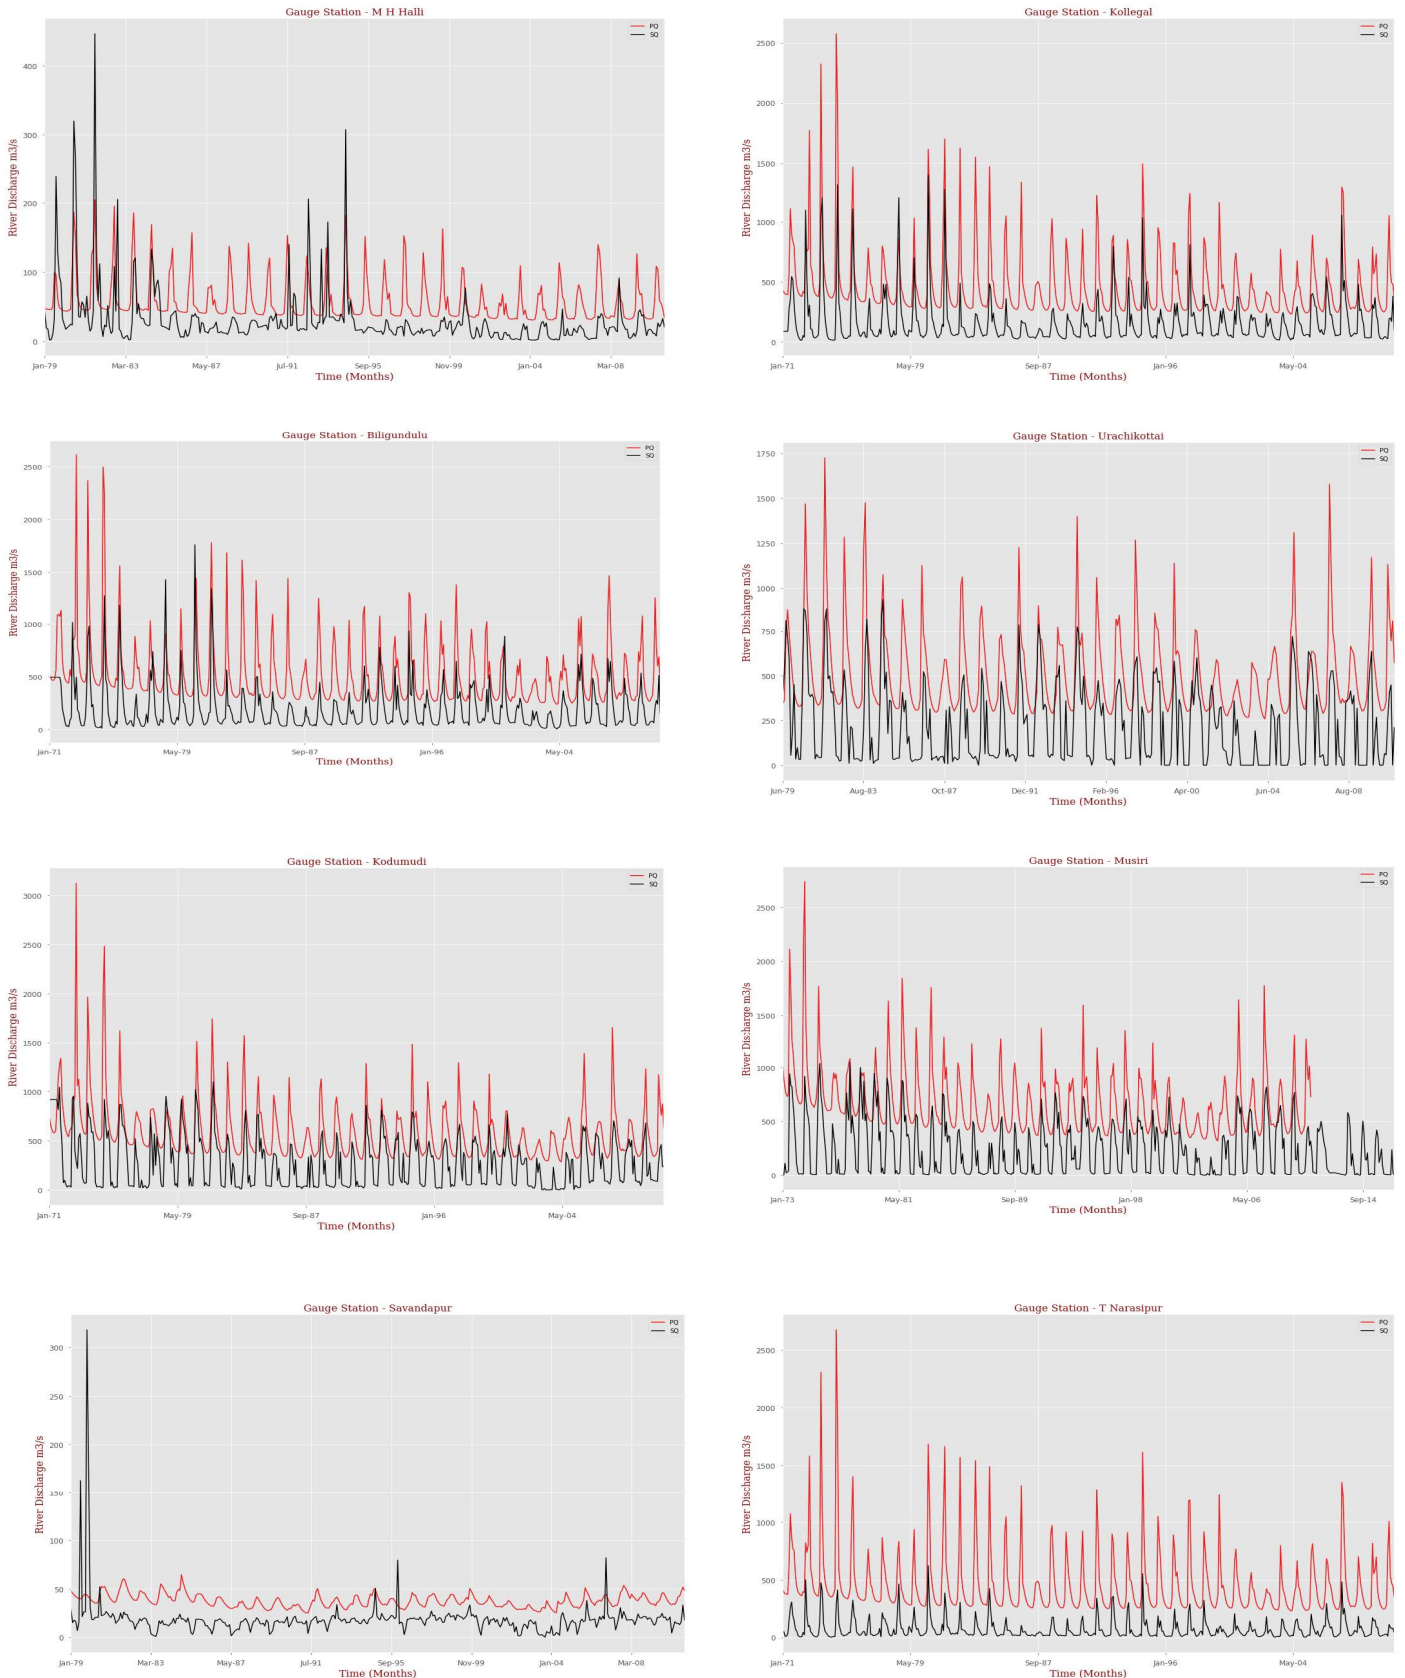 Gauge Station - M H Halli
PQ
SQ
River Discharge m3/s
400
300
200
100
0
Jan-79 Mar-83 May-87 Jul-91 Sep-95 Nov-99 Jan-04 Mar-08
Time (Months)
Gauge Station - Kollegal
PQ
SQ
River Discharge m3/s
2500
2000
1500
1000
500
0
Jan-71 May-79 Sep-87 Jan-96 May-04
Time (Months)
Gauge Station - Biligundulu
PQ
SQ
River Discharge m3/s
2500
2000
1500
1000
500
0
Jan-71 May-79 Sep-87 Jan-96 May-04
Time (Months)
Gauge Station - Urachikottai
PQ
SQ
River Discharge m3/s
1750
1500
1250
1000
750
500
250
0
Jun-79 Aug-83 Oct-87 Dec-91 Feb-96 Apr-00 Jun-04 Aug-08
Time (Months)
Gauge Station - Kodumudi
PQ
SQ
River Discharge m3/s
3000
2500
2000
1500
1000
500
0
Jan-71 May-79 Sep-87 Jan-96 May-04
Time (Months)
Gauge Station - Musiri
PQ
SQ
River Discharge m3/s
2500
2000
1500
1000
500
0
Jan-73 May-81 Sep-89 Jan-98 May-06 Sep-14
Time (Months)
Gauge Station - Savandapur
PQ
SQ
River Discharge m3/s
300
250
200
150
100
50
0
Jan-79 Mar-83 May-87 Jul-91 Sep-95 Nov-99 Jan-04 Mar-08
Time (Months)
Gauge Station - T Narasipur
PQ
SQ
River Discharge m3/s
2500
2000
1500
1000
500
0
Jan-71 May-79 Sep-87 Jan-96 May-04
Time (Months)